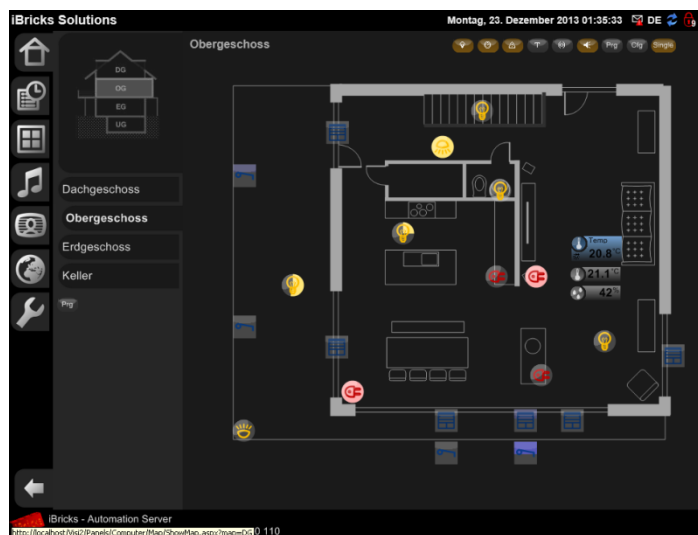 iBricks Solutions
Montag, 23. Dezember 2013 01:35:33
DE
9
Obergeschoss
Prg
Cfg
Single
DG
OG
EG
UG
Dachgeschoss
Obergeschoss
Erdgeschoss
Keller
Prg
Temp
20.8°C
21.1°C
42%
iBricks - Automation Server
http://localhost/Visi2/Panels/Computer/Map/ShowMap.aspx?map=DG
0 110